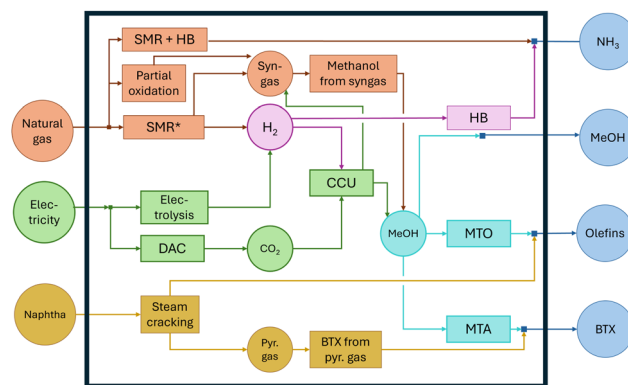 SMR + HB
NH₃
Partial
oxidation
Syn-
gas
Methanol
from syngas
Natural
gas
SMR*
H₂
HB
MeOH
Elec-
tricity
Elec-
trolysis
CCU
DAC
CO₂
MeOH
MTO
Olefins
Naphtha
Steam
cracking
Pyr.
gas
BTX from
pyr. gas
MTA
BTX